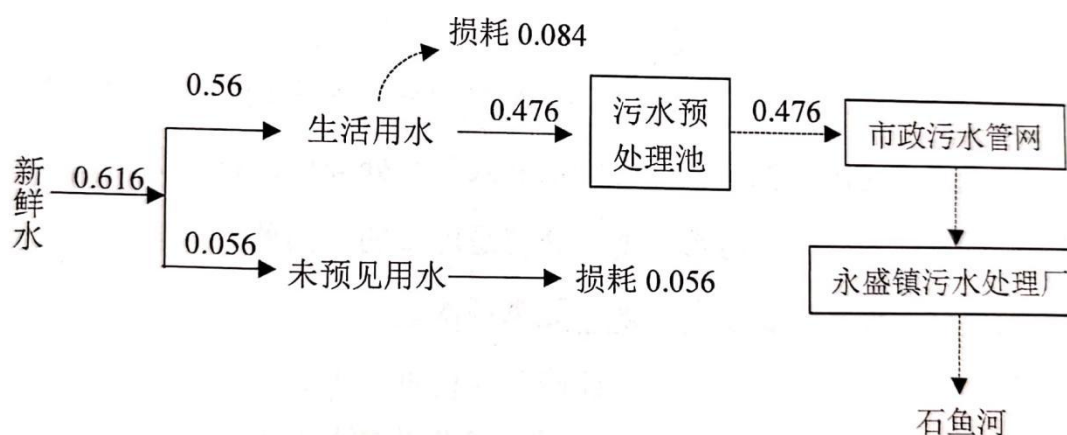 损耗 0.084
0.56
生活用水
0.476
污水预
处理池
0.476
市政污水管网
新鲜水
0.616
0.056
未预见用水
损耗 0.056
永盛镇污水处理厂
石鱼河